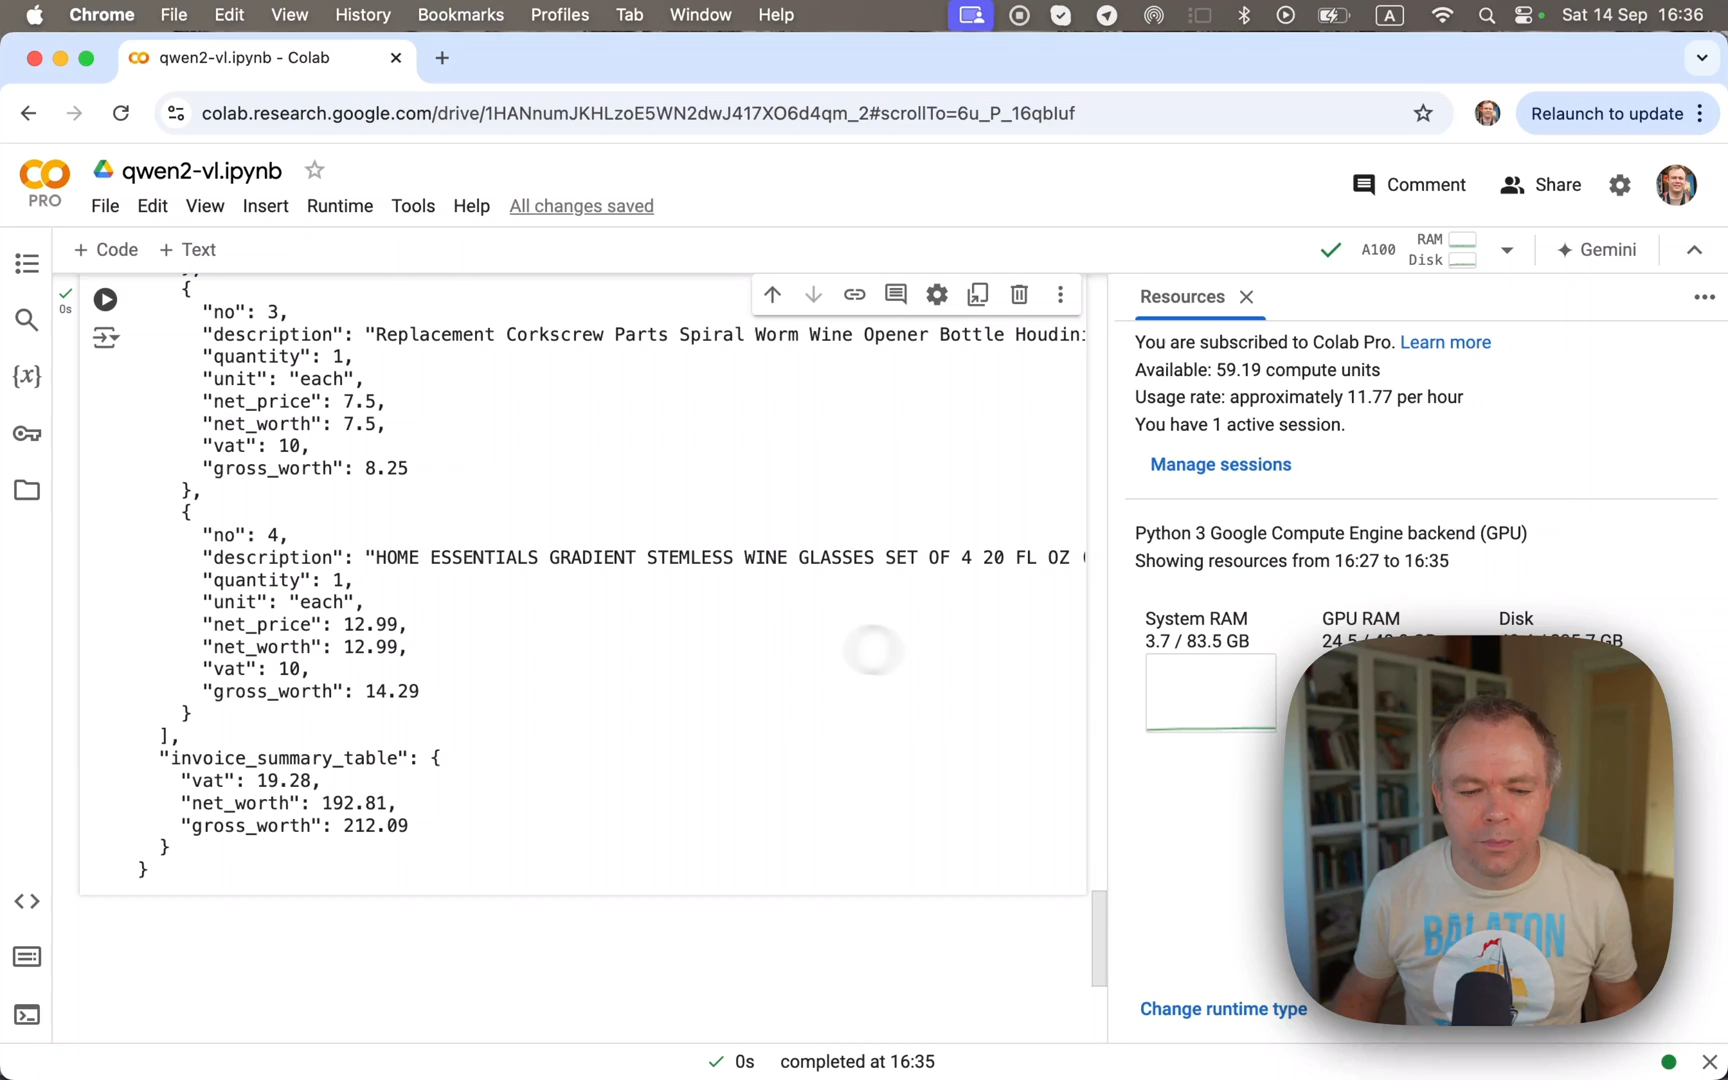 Chrome File Edit View History Bookmarks Profiles Tab Window Help A Sat 14 Sep 16:36
qwen2-vl.ipynb - Colab
colab.research.google.com/drive/1HANnumJKHLzoE5WN2dwJ417XO6d4qm_2#scrollTo=6u_P_16qbIuf Relaunch to update
PRO qwen2-vl.ipynb Comment Share
File Edit View Insert Runtime Tools Help All changes saved
+ Code + Text A100 RAM Disk Gemini
0s
{
"no": 3,
"description": "Replacement Corkscrew Parts Spiral Worm Wine Opener Bottle
"quantity": 1,
"unit": "each",
"net_price": 7.5,
"net_worth": 7.5,
"vat": 10,
"gross_worth": 8.25
},
{
"no": 4,
"description": "HOME ESSENTIALS GRADIENT STEMLESS WINE GLASSES SET OF 4 20 FL OZ
"quantity": 1,
"unit": "each",
"net_price": 12.99,
"net_worth": 12.99,
"vat": 10,
"gross_worth": 14.29
}
],
"invoice_summary_table": {
"vat": 19.28,
"net_worth": 192.81,
"gross_worth": 212.09
}
}
Resources
You are subscribed to Colab Pro. Learn more
Available: 59.19 compute units
Usage rate: approximately 11.77 per hour
You have 1 active session.
Manage sessions
Python 3 Google Compute Engine backend (GPU)
Showing resources from 16:27 to 16:35
System RAM GPU RAM Disk
3.7 / 83.5 GB 24.5 / GB
BALATON
Change runtime type
0s completed at 16:35